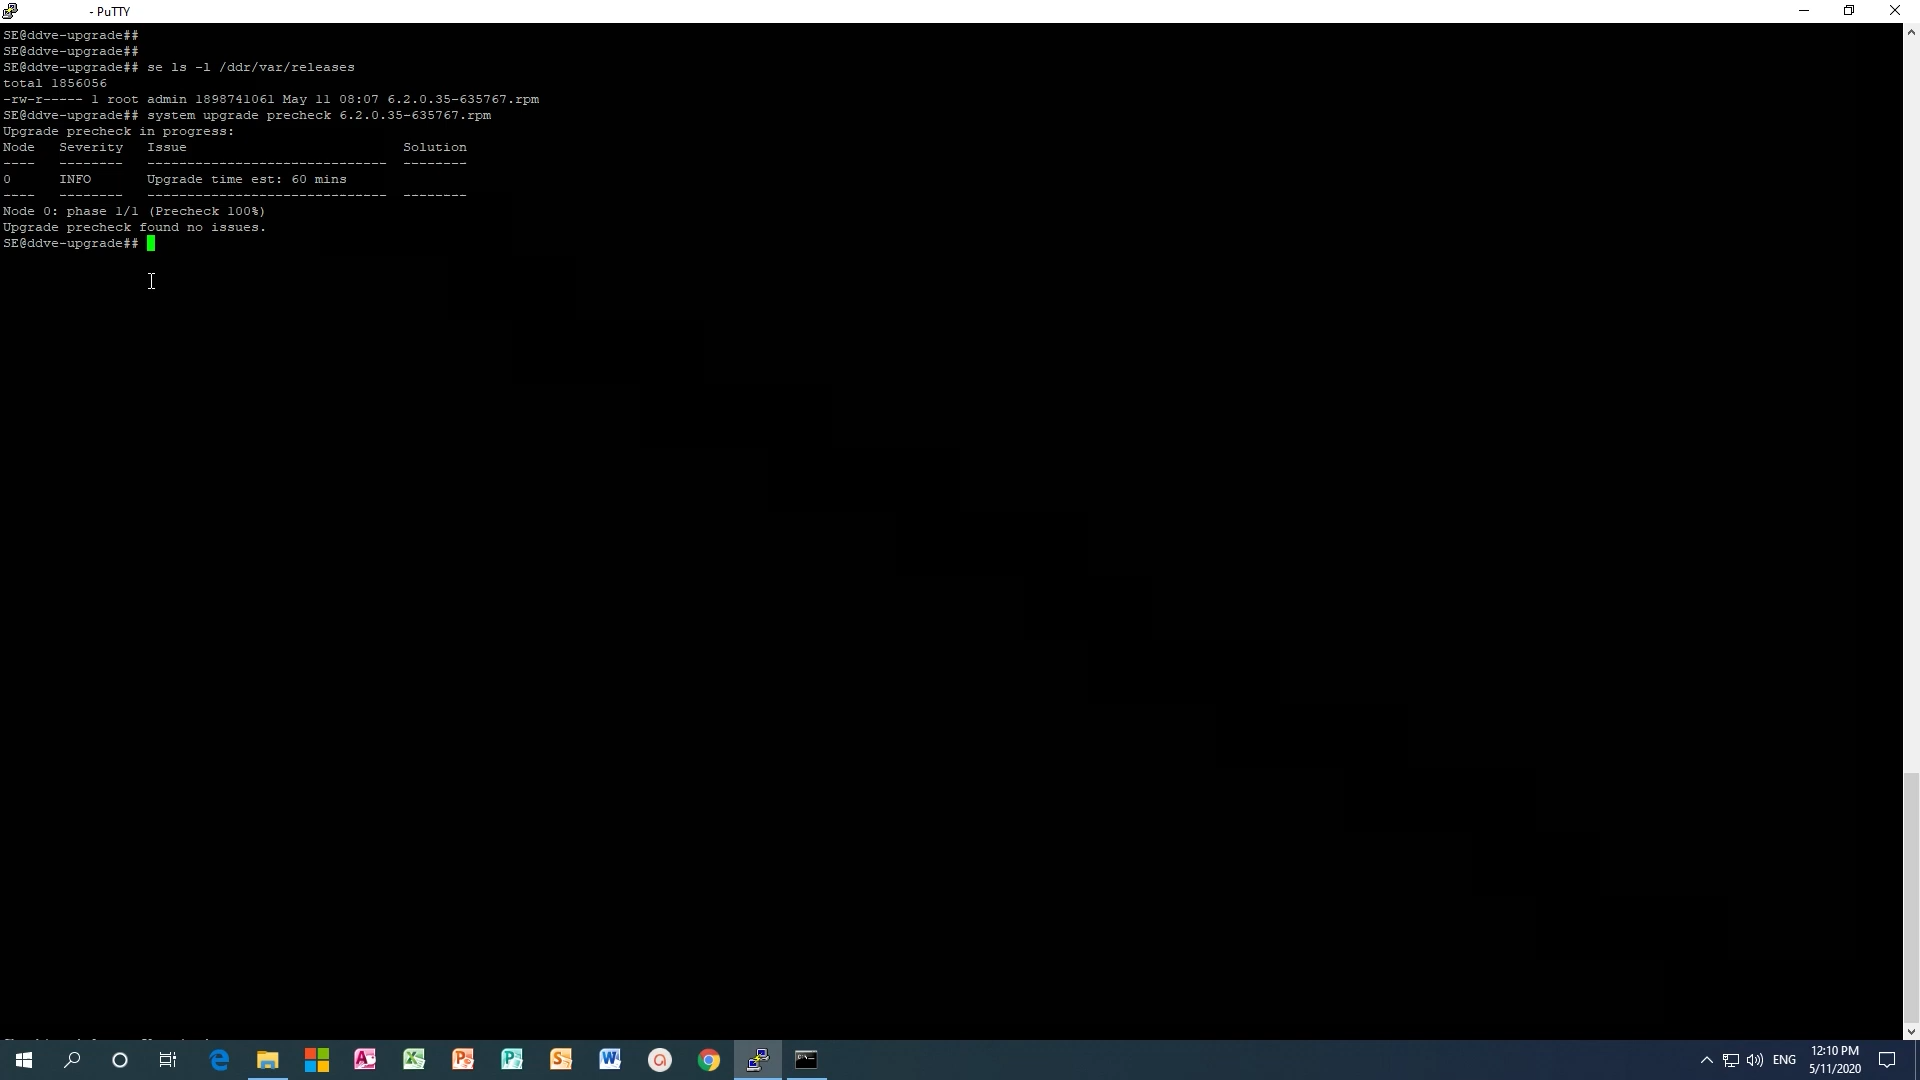 - PuTTY
SE@ddve-upgrade##
SE@ddve-upgrade##
SE@ddve-upgrade## se ls -l /ddr/var/releases
total 1856056
-rw-r----- 1 root admin 1898741061 May 11 08:07 6.2.0.35-635767.rpm
SE@ddve-upgrade## system upgrade precheck 6.2.0.35-635767.rpm
Upgrade precheck in progress:
Node   Severity   Issue                           Solution
----   --------   ------------------------------  --------
0      INFO       Upgrade time est: 60 mins
----   --------   ------------------------------  --------
Node 0: phase 1/1 (Precheck 100%)
Upgrade precheck found no issues.
SE@ddve-upgrade##
ENG
12:10 PM
5/11/2020